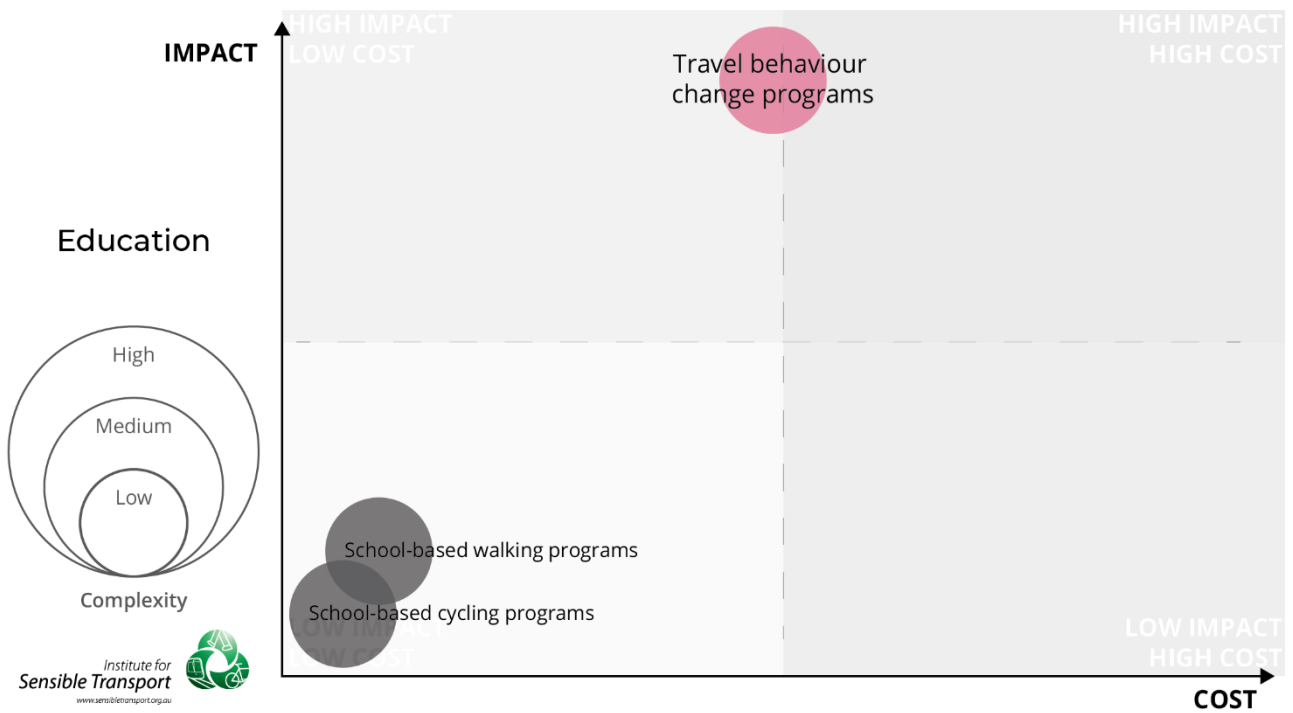 HIGH IMPACT
LOW COST
HIGH IMPACT
HIGH COST
IMPACT
Travel behaviour
change programs
Education
High
Medium
Low
Complexity
School-based walking programs
School-based cycling programs
LOW IMPACT
LOW COST
LOW IMPACT
HIGH COST
COST
Institute for
Sensible Transport
www.sensibletransport.org.au